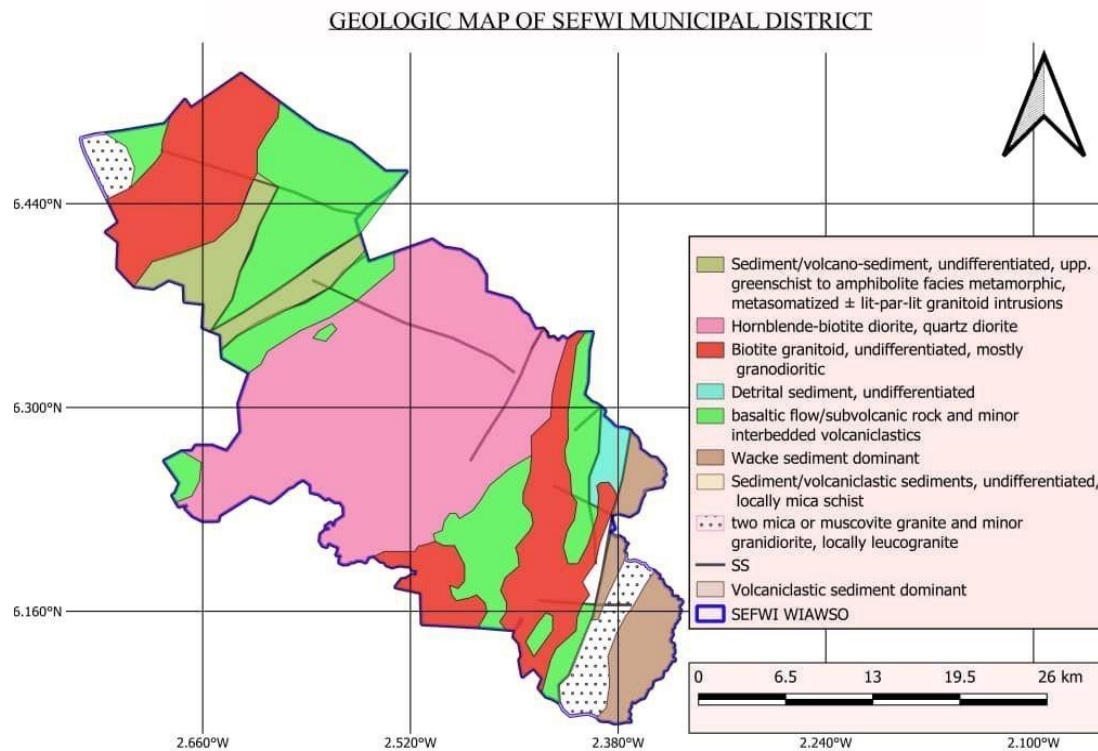 GEOLOGIC MAP OF SEFWI MUNICIPAL DISTRICT
6.440°N
6.300°N
6.160°N
Sediment/volcano-sediment, undifferentiated, upp.
greenschist to amphibolite facies metamorphic,
metasomatized ± lit-par-lit granitoid intrusions
Hornblende-biotite diorite, quartz diorite
Biotite granitoid, undifferentiated, mostly
granodioritic
Detrital sediment, undifferentiated
basaltic flow/subvolcanic rock and minor
interbedded volcaniclastics
Wacke sediment dominant
Sediment/volcaniclastic sediments, undifferentiated,
locally mica schist
two mica or muscovite granite and minor
granidiorite, locally leucogranite
SS
Volcaniclastic sediment dominant
SEFWI WIAWSO
0 6.5 13 19.5 26 km
2.660°W 2.520°W 2.380°W 2.240°W 2.100°W